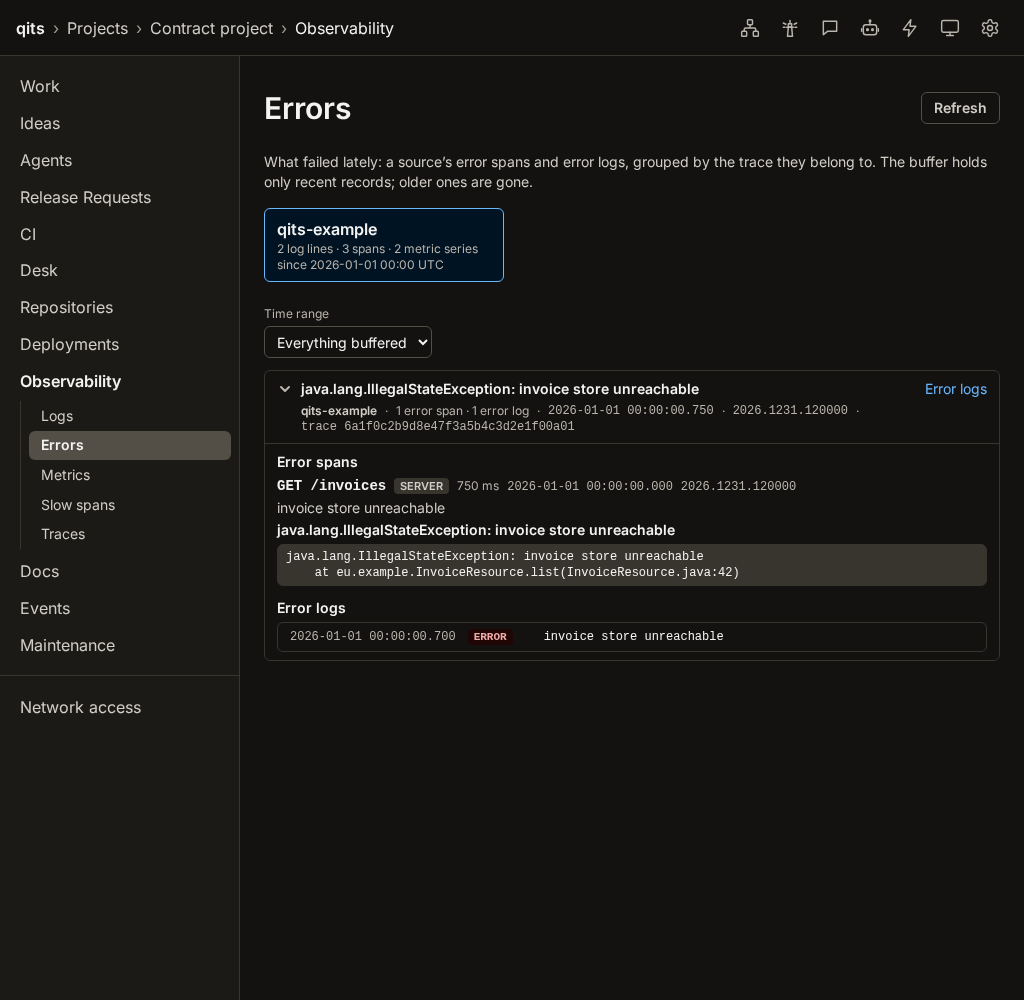 qits › Projects › Contract project › Observability
Work
Ideas
Agents
Release Requests
CI
Desk
Repositories
Deployments
Observability
Logs
Errors
Metrics
Slow spans
Traces
Docs
Events
Maintenance
Network access
Errors
Refresh
What failed lately: a source’s error spans and error logs, grouped by the trace they belong to. The buffer holds
only recent records; older ones are gone.
qits-example
2 log lines · 3 spans · 2 metric series
since 2026-01-01 00:00 UTC
Time range
Everything buffered
java.lang.IllegalStateException: invoice store unreachable
Error logs
qits-example · 1 error span · 1 error log · 2026-01-01 00:00:00.750 · 2026.1231.120000 ·
trace 6a1f0c2b9d8e47f3a5b4c3d2e1f00a01
Error spans
GET /invoices SERVER 750 ms 2026-01-01 00:00:00.000 2026.1231.120000
invoice store unreachable
java.lang.IllegalStateException: invoice store unreachable
java.lang.IllegalStateException: invoice store unreachable
at eu.example.InvoiceResource.list(InvoiceResource.java:42)
Error logs
2026-01-01 00:00:00.700 ERROR invoice store unreachable